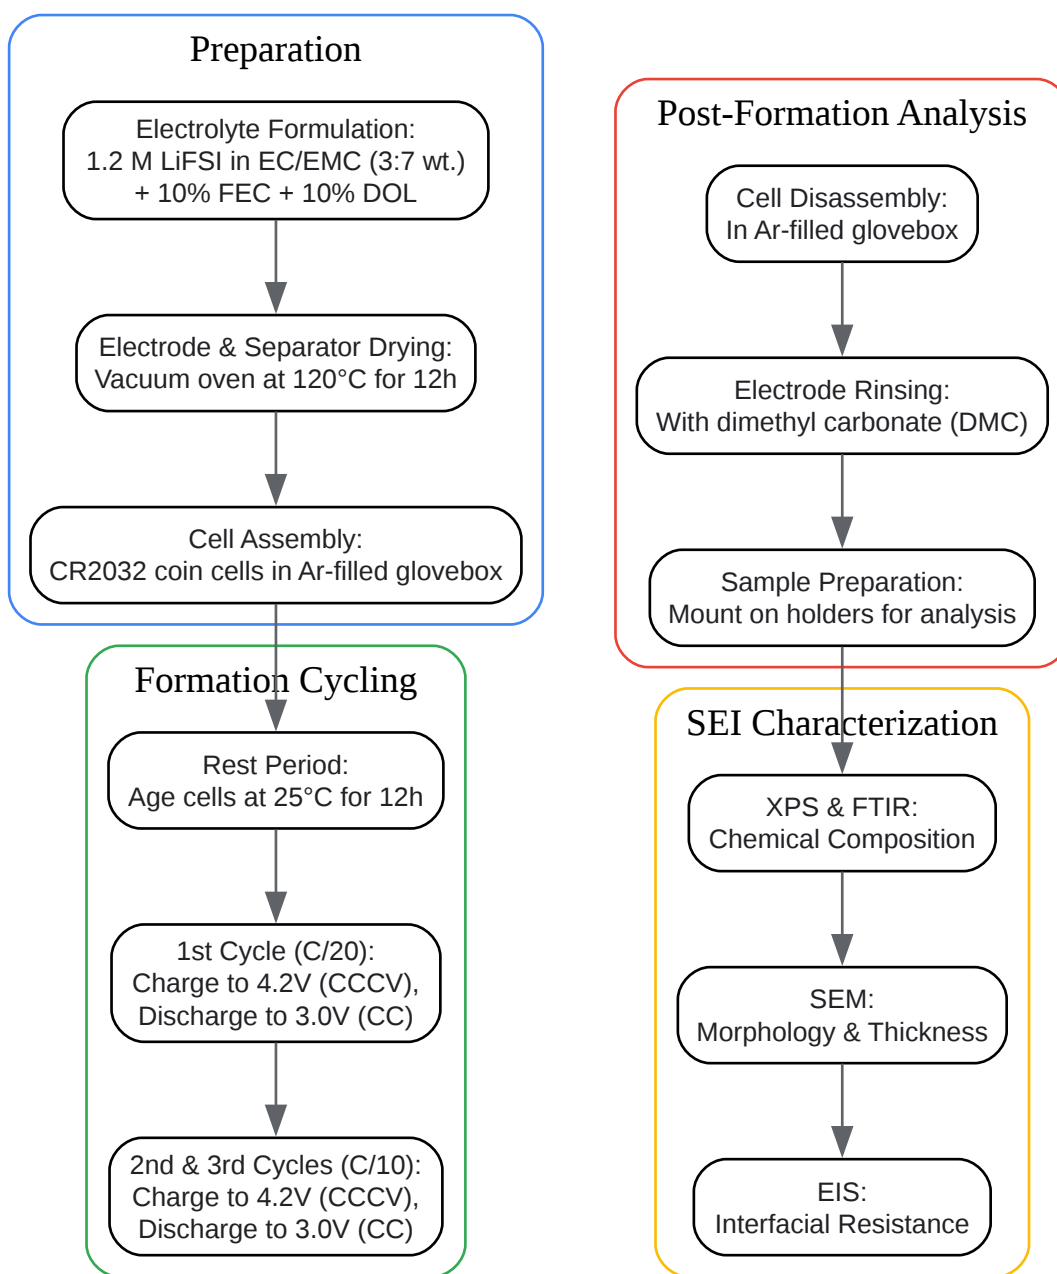 Preparation
Electrolyte Formulation:
1.2 M LiFSI in EC/EMC (3:7 wt.)
+ 10% FEC + 10% DOL
Electrode & Separator Drying:
Vacuum oven at 120°C for 12h
Cell Assembly:
CR2032 coin cells in Ar-filled glovebox
Formation Cycling
Rest Period:
Age cells at 25°C for 12h
1st Cycle (C/20):
Charge to 4.2V (CCCV),
Discharge to 3.0V (CC)
2nd & 3rd Cycles (C/10):
Charge to 4.2V (CCCV),
Discharge to 3.0V (CC)
Post-Formation Analysis
Cell Disassembly:
In Ar-filled glovebox
Electrode Rinsing:
With dimethyl carbonate (DMC)
Sample Preparation:
Mount on holders for analysis
SEI Characterization
XPS & FTIR:
Chemical Composition
SEM:
Morphology & Thickness
EIS:
Interfacial Resistance